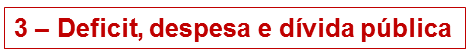 3 – Deficit, despesa e dívida pública